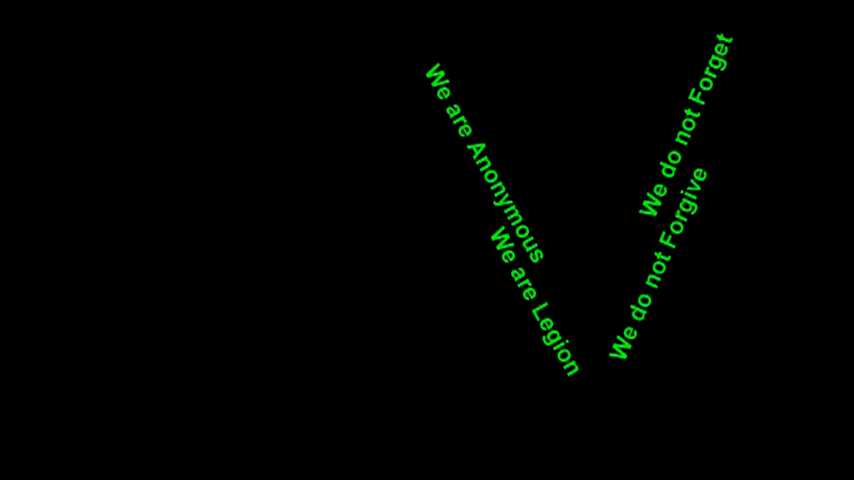 We are Anonymous
We are Legion
We do not Forgive
We do not Forget